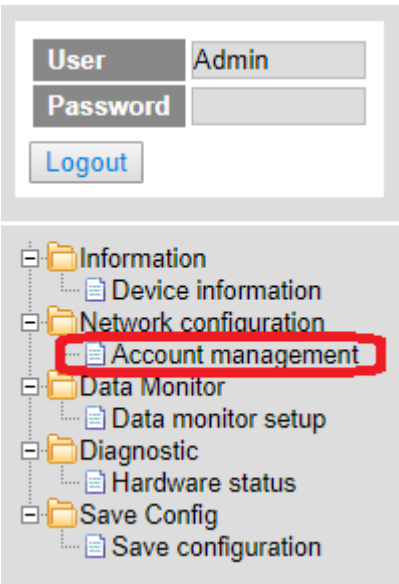 User Admin
Password
Logout
Information
Device information
Network configuration
Account management
Data Monitor
Data monitor setup
Diagnostic
Hardware status
Save Config
Save configuration